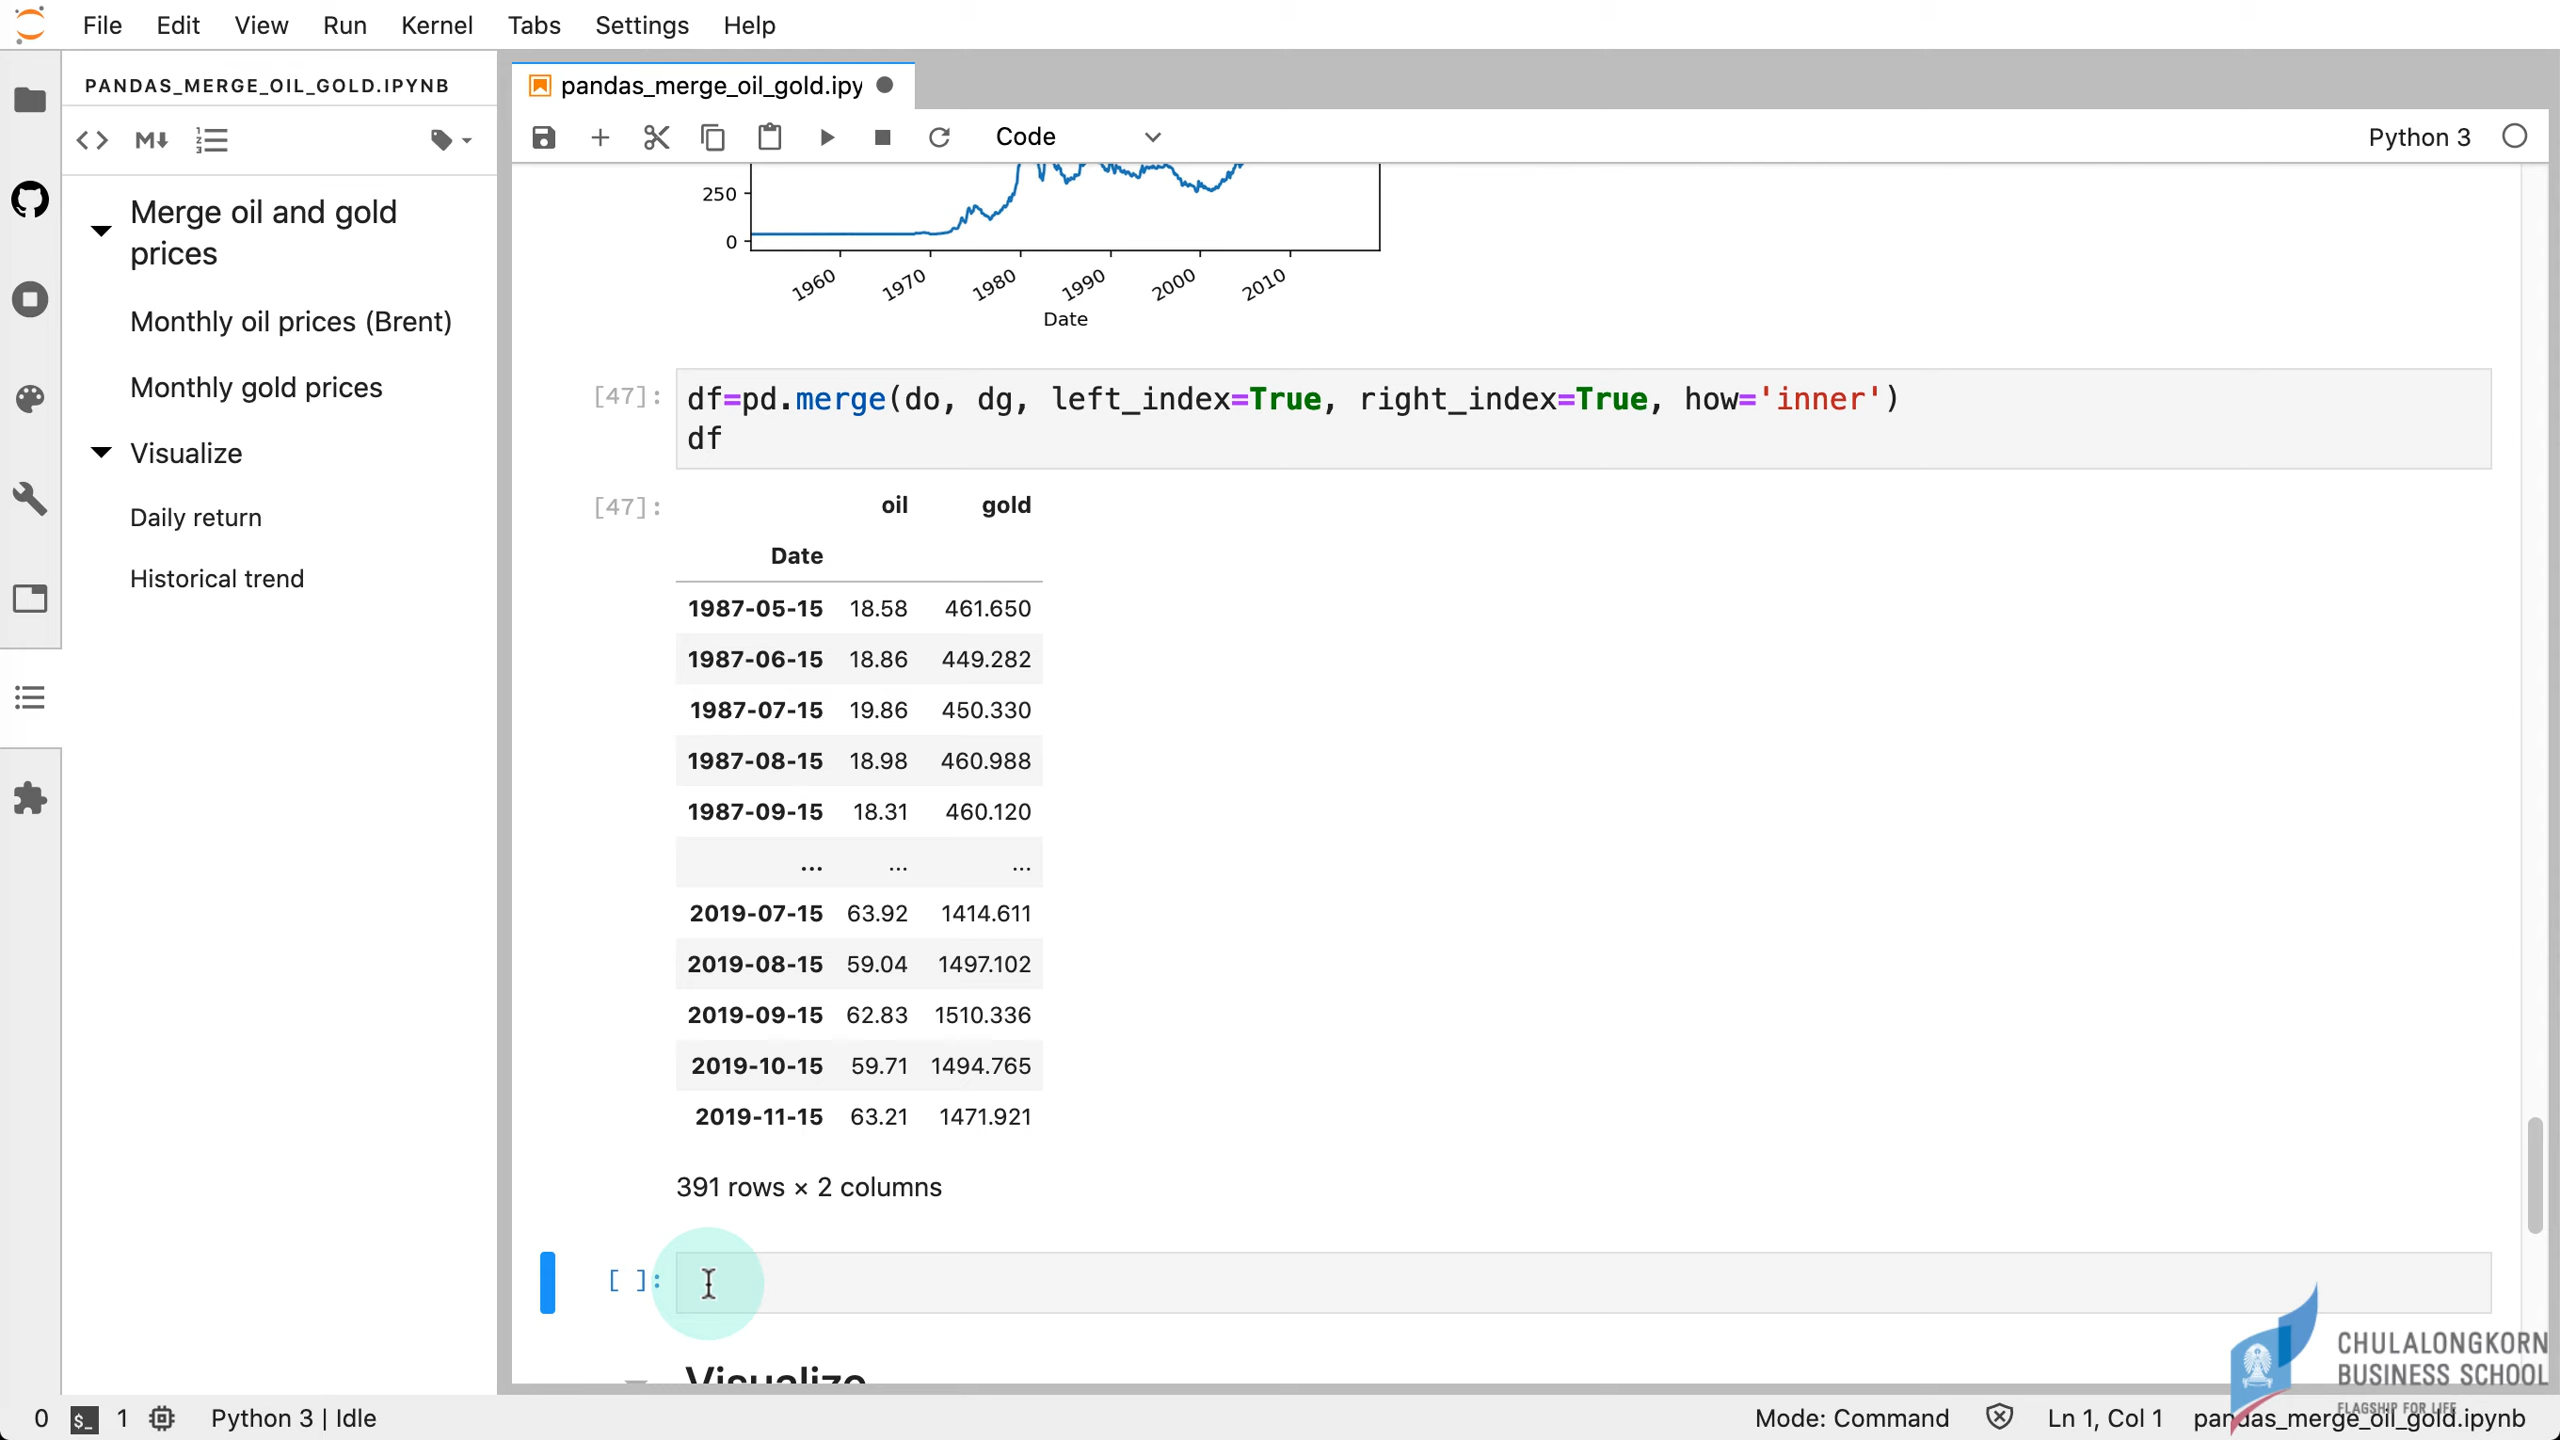 File Edit View Run Kernel Tabs Settings Help
PANDAS_MERGE_OIL_GOLD.IPYNB
M
Merge oil and gold
prices
Monthly oil prices (Brent)
Monthly gold prices
Visualize
Daily return
Historical trend
pandas_merge_oil_gold.ipy
Code
Python 3
250
0
1960 1970 1980 1990 2000 2010
Date
[47]: df=pd.merge(do, dg, left_index=True, right_index=True, how='inner')
df
[47]: oil gold
Date
1987-05-15 18.58 461.650
1987-06-15 18.86 449.282
1987-07-15 19.86 450.330
1987-08-15 18.98 460.988
1987-09-15 18.31 460.120
... ... ...
2019-07-15 63.92 1414.611
2019-08-15 59.04 1497.102
2019-09-15 62.83 1510.336
2019-10-15 59.71 1494.765
2019-11-15 63.21 1471.921
391 rows × 2 columns
[ ]:
Visualize
CHULALONGKORN
BUSINESS SCHOOL
FLAGSHIP FOR LIFE
0 $_ 1 Python 3 | Idle Mode: Command Ln 1, Col 1 pandas_merge_oil_gold.ipynb